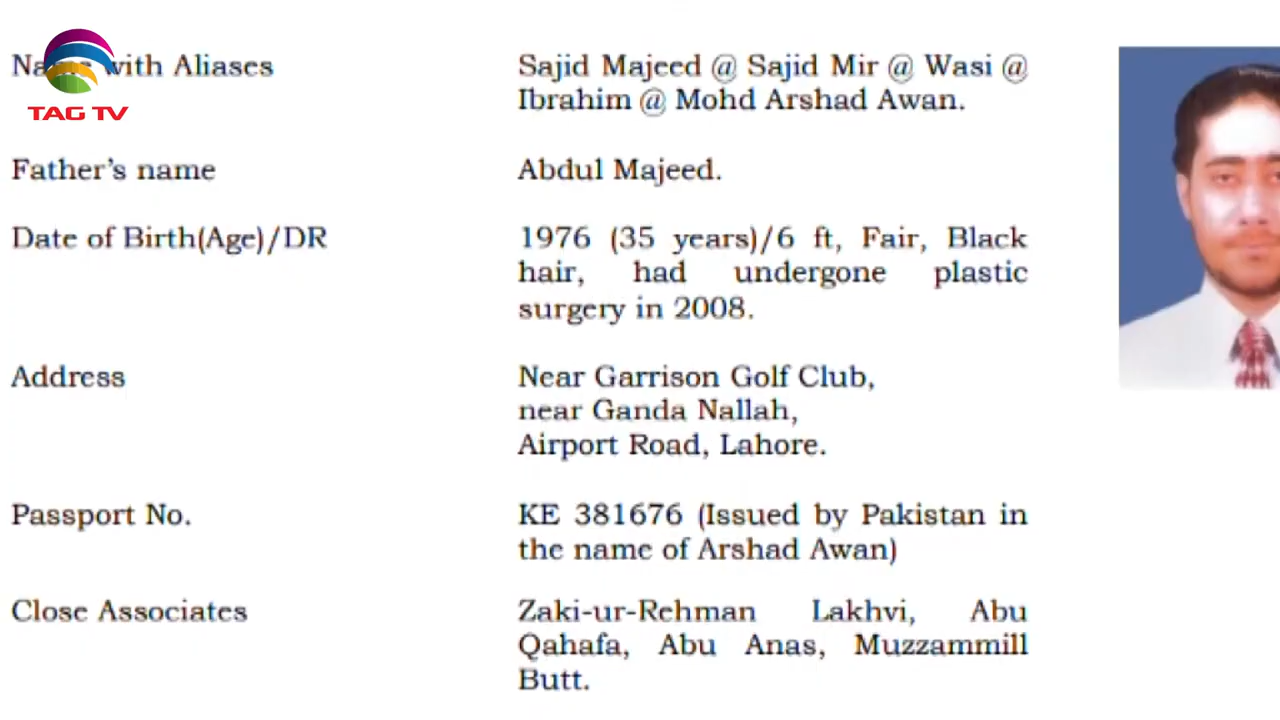 Name with Aliases
Sajid Majeed @ Sajid Mir @ Wasi @
Ibrahim @ Mohd Arshad Awan.
TAG TV
Father's name
Abdul Majeed.
Date of Birth(Age)/DR
1976 (35 years)/6 ft, Fair, Black
hair, had undergone plastic
surgery in 2008.
Address
Near Garrison Golf Club,
near Ganda Nallah,
Airport Road, Lahore.
Passport No.
KE 381676 (Issued by Pakistan in
the name of Arshad Awan)
Close Associates
Zaki-ur-Rehman Lakhvi, Abu
Qahafa, Abu Anas, Muzzammill
Butt.